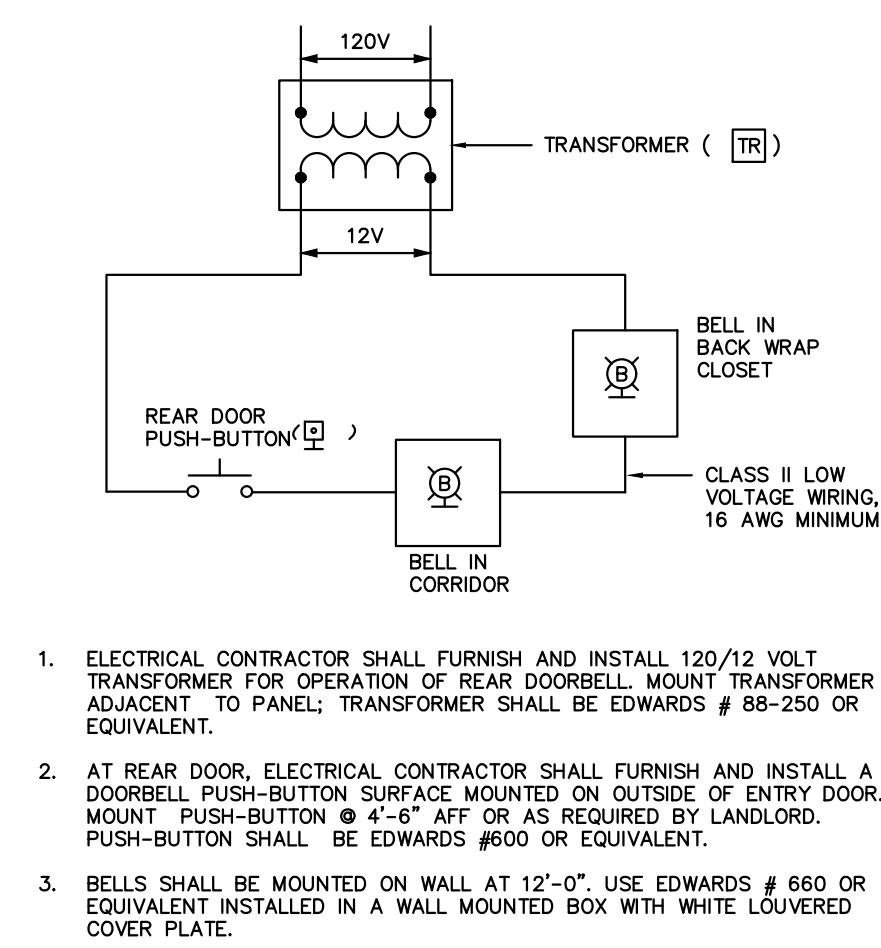 120V
TRANSFORMER ( TR )
12V
BELL IN
BACK WRAP
CLOSET
B
REAR DOOR
PUSH-BUTTON( )
B
CLASS II LOW
VOLTAGE WIRING,
16 AWG MINIMUM
BELL IN
CORRIDOR
1. ELECTRICAL CONTRACTOR SHALL FURNISH AND INSTALL 120/12 VOLT
TRANSFORMER FOR OPERATION OF REAR DOORBELL. MOUNT TRANSFORMER
ADJACENT TO PANEL; TRANSFORMER SHALL BE EDWARDS # 88-250 OR
EQUIVALENT.
2. AT REAR DOOR, ELECTRICAL CONTRACTOR SHALL FURNISH AND INSTALL A
DOORBELL PUSH-BUTTON SURFACE MOUNTED ON OUTSIDE OF ENTRY DOOR.
MOUNT PUSH-BUTTON @ 4'-6" AFF OR AS REQUIRED BY LANDLORD.
PUSH-BUTTON SHALL BE EDWARDS #600 OR EQUIVALENT.
3. BELLS SHALL BE MOUNTED ON WALL AT 12'-0". USE EDWARDS # 660 OR
EQUIVALENT INSTALLED IN A WALL MOUNTED BOX WITH WHITE LOUVERED
COVER PLATE.